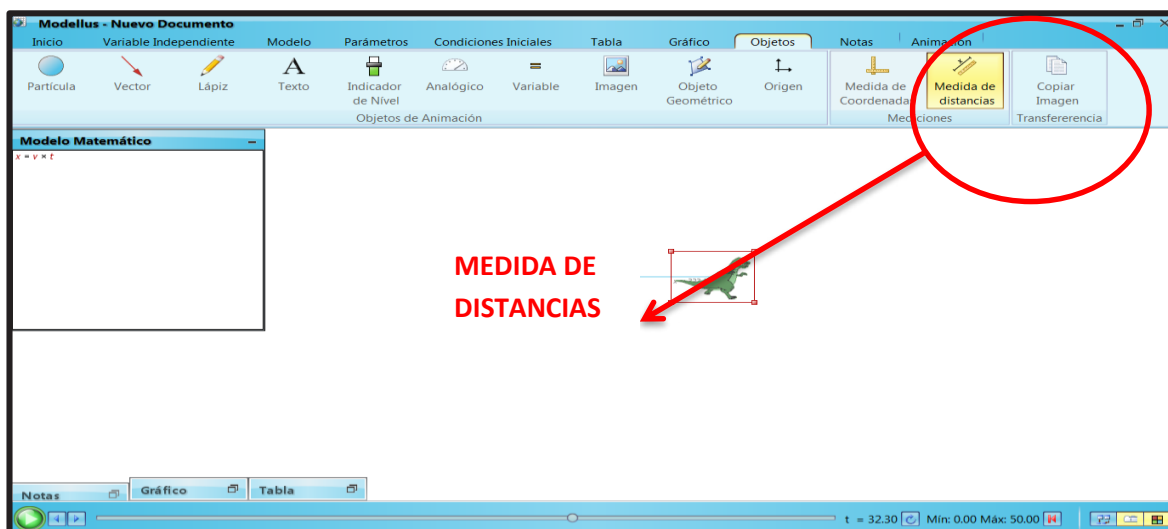 Modellus - Nuevo Documento
Inicio Variable Independiente Modelo Parámetros Condiciones Iniciales Tabla Gráfico Objetos Notas Animación
Partícula Vector Lápiz Texto Indicador de Nivel Analógico Variable Imagen Objeto Geométrico Origen Medida de Coordenada Medida de distancias Copiar Imagen
Objetos de Animación Mediciones Transfererencia
Modelo Matemático
x = v × t
MEDIDA DE
DISTANCIAS
Notas Gráfico Tabla
t = 32.30 Mín: 0.00 Máx: 50.00